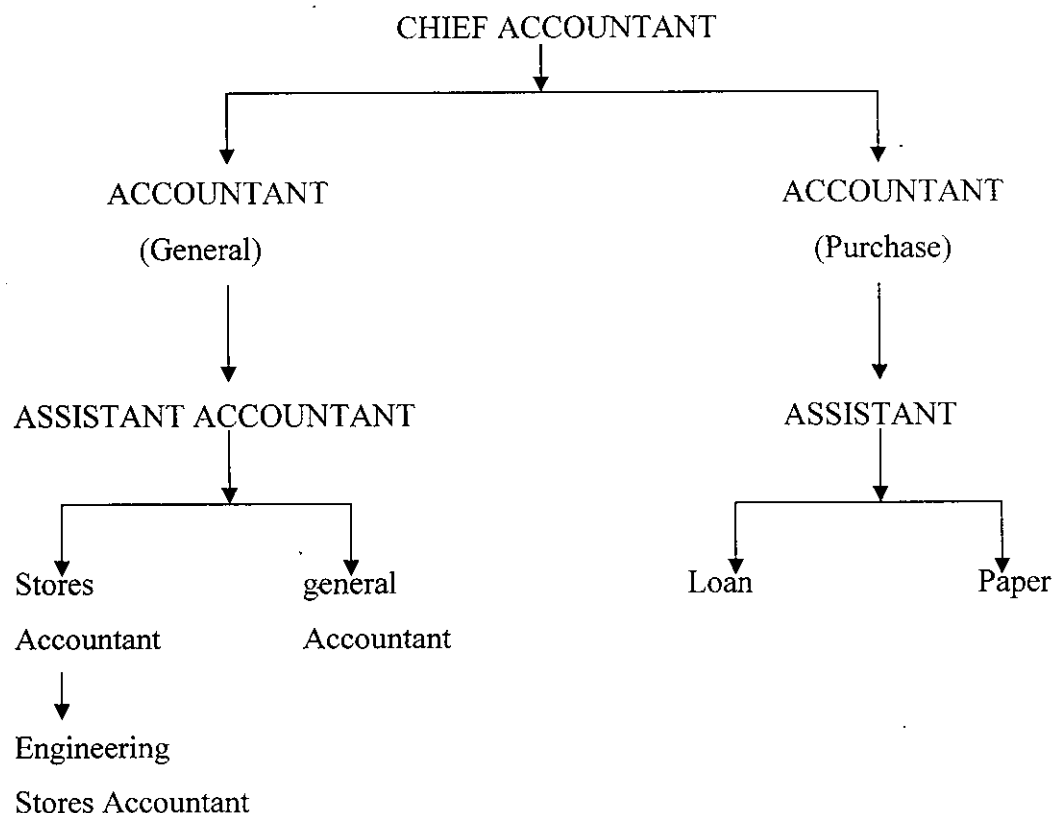 CHIEF ACCOUNTANT
ACCOUNTANT
(General)
ACCOUNTANT
(Purchase)
ASSISTANT ACCOUNTANT
ASSISTANT
Stores
Accountant
general
Accountant
Loan
Paper
Engineering
Stores Accountant